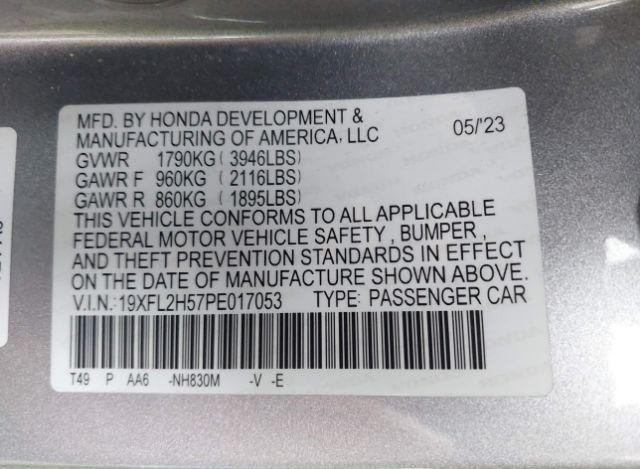 MFD. BY HONDA DEVELOPMENT &
MANUFACTURING OF AMERICA, LLC 05/'23
GVWR 1790KG ( 3946LBS)
GAWR F 960KG ( 2116LBS)
GAWR R 860KG ( 1895LBS)
THIS VEHICLE CONFORMS TO ALL APPLICABLE
FEDERAL MOTOR VEHICLE SAFETY , BUMPER ,
AND THEFT PREVENTION STANDARDS IN EFFECT
ON THE DATE OF MANUFACTURE SHOWN ABOVE.
V.I.N.: 19XFL2H57PE017053 TYPE: PASSENGER CAR
T49 P AA6 -NH830M -V -E